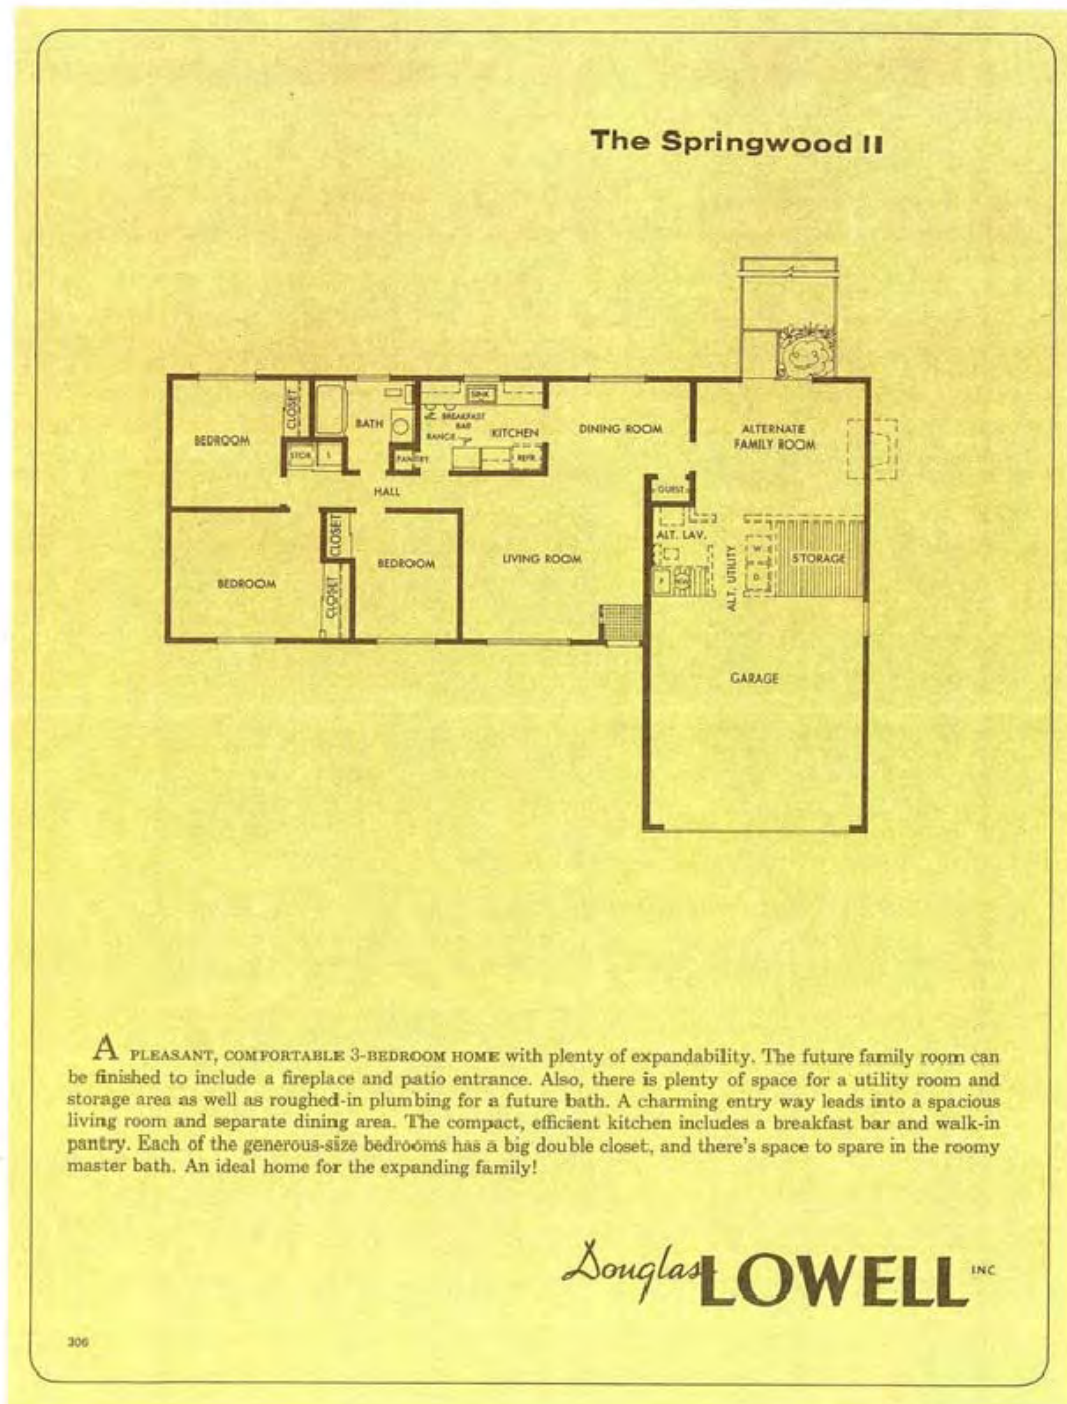 The Springwood II
SINK
CLOSET
BATH
BREAKFAST
BAR
BEDROOM
RANGE
KITCHEN
DINING ROOM
ALTERNATE
FAMILY ROOM
STOR.
PANTRY
REFR.
HALL
GUEST
CLOSET
ALT. LAV.
BEDROOM
CLOSET
BEDROOM
LIVING ROOM
ALT. UTILITY
W
D
STORAGE
GARAGE
A PLEASANT, COMFORTABLE 3-BEDROOM HOME with plenty of expandability. The future family room can
be finished to include a fireplace and patio entrance. Also, there is plenty of space for a utility room and
storage area as well as roughed-in plumbing for a future bath. A charming entry way leads into a spacious
living room and separate dining area. The compact, efficient kitchen includes a breakfast bar and walk-in
pantry. Each of the generous-size bedrooms has a big double closet, and there's space to spare in the roomy
master bath. An ideal home for the expanding family!
Douglas LOWELL INC
306